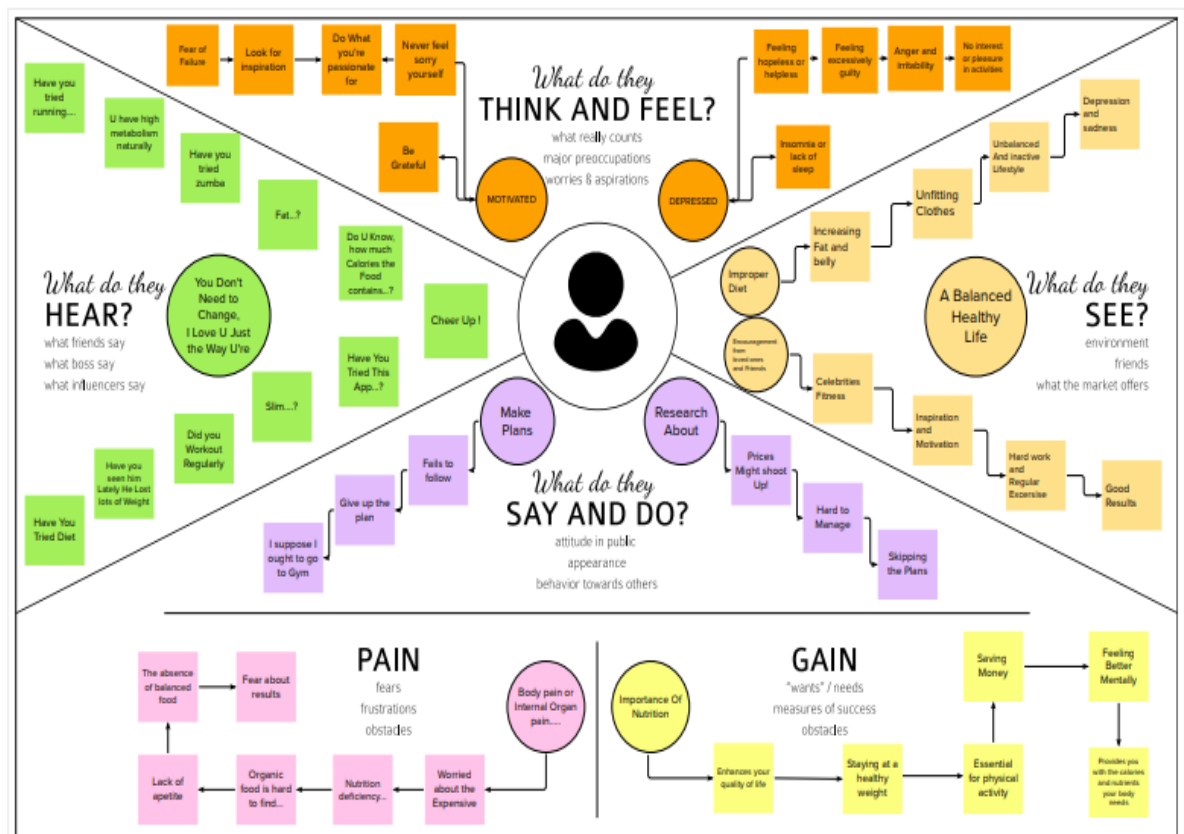 What do they
THINK AND FEEL?
what really counts
major preoccupations
worries & aspirations
Fear of
Failure
Look for
inspiration
Do What
you're
passionate
for
Never feel
sorry
yourself
Be
Grateful
MOTIVATED
Feeling
hopeless or
helpless
Feeling
excessively
guilty
Anger and
irritability
No interest
or pleasure
in activities
Insomnia or
lack of
sleep
DEPRESSED
What do they
HEAR?
what friends say
what boss say
what influencers say
Have you
tried
running....
U have high
metabolism
naturally
Have you
tried
zumba
Fat...?
Do U Know,
how much
Calories the
Food
contains...?
Cheer Up !
You Don't
Need to
Change,
I Love U Just
the Way U're
Have You
Tried This
App...?
Slim....?
Did you
Workout
Regularly
Have you
seen him
Lately He Lost
lots of Weight
Have You
Tried Diet
What do they
SEE?
environment
friends
what the market offers
A Balanced
Healthy
Life
Improper
Diet
Increasing
Fat and
belly
Unfitting
Clothes
Unbalanced
And inactive
Lifestyle
Depression
and
sadness
Encouragement
from
loved ones
and Friends
Celebrities
Fitness
Inspiration
and
Motivation
Hard work
and
Regular
Excersise
Good
Results
What do they
SAY AND DO?
attitude in public
appearance
behavior towards others
Make
Plans
Fails to
follow
Give up the
plan
I suppose I
ought to go
to Gym
Research
About
Prices
Might shoot
Up!
Hard to
Manage
Skipping
the Plans
PAIN
fears
frustrations
obstacles
Body pain or
Internal Organ
pain....
Worried
about the
Expensive
Nutrition
deficiency...
Organic
food is hard
to find...
Lack of
apetite
The absence
of balanced
food
Fear about
results
GAIN
"wants" / needs
measures of success
obstacles
Importance Of
Nutrition
Enhances your
quality of life
Staying at a
healthy
weight
Essential
for physical
activity
Saving
Money
Feeling
Better
Mentally
Provides you
with the calories
and nutrients
your body
needs